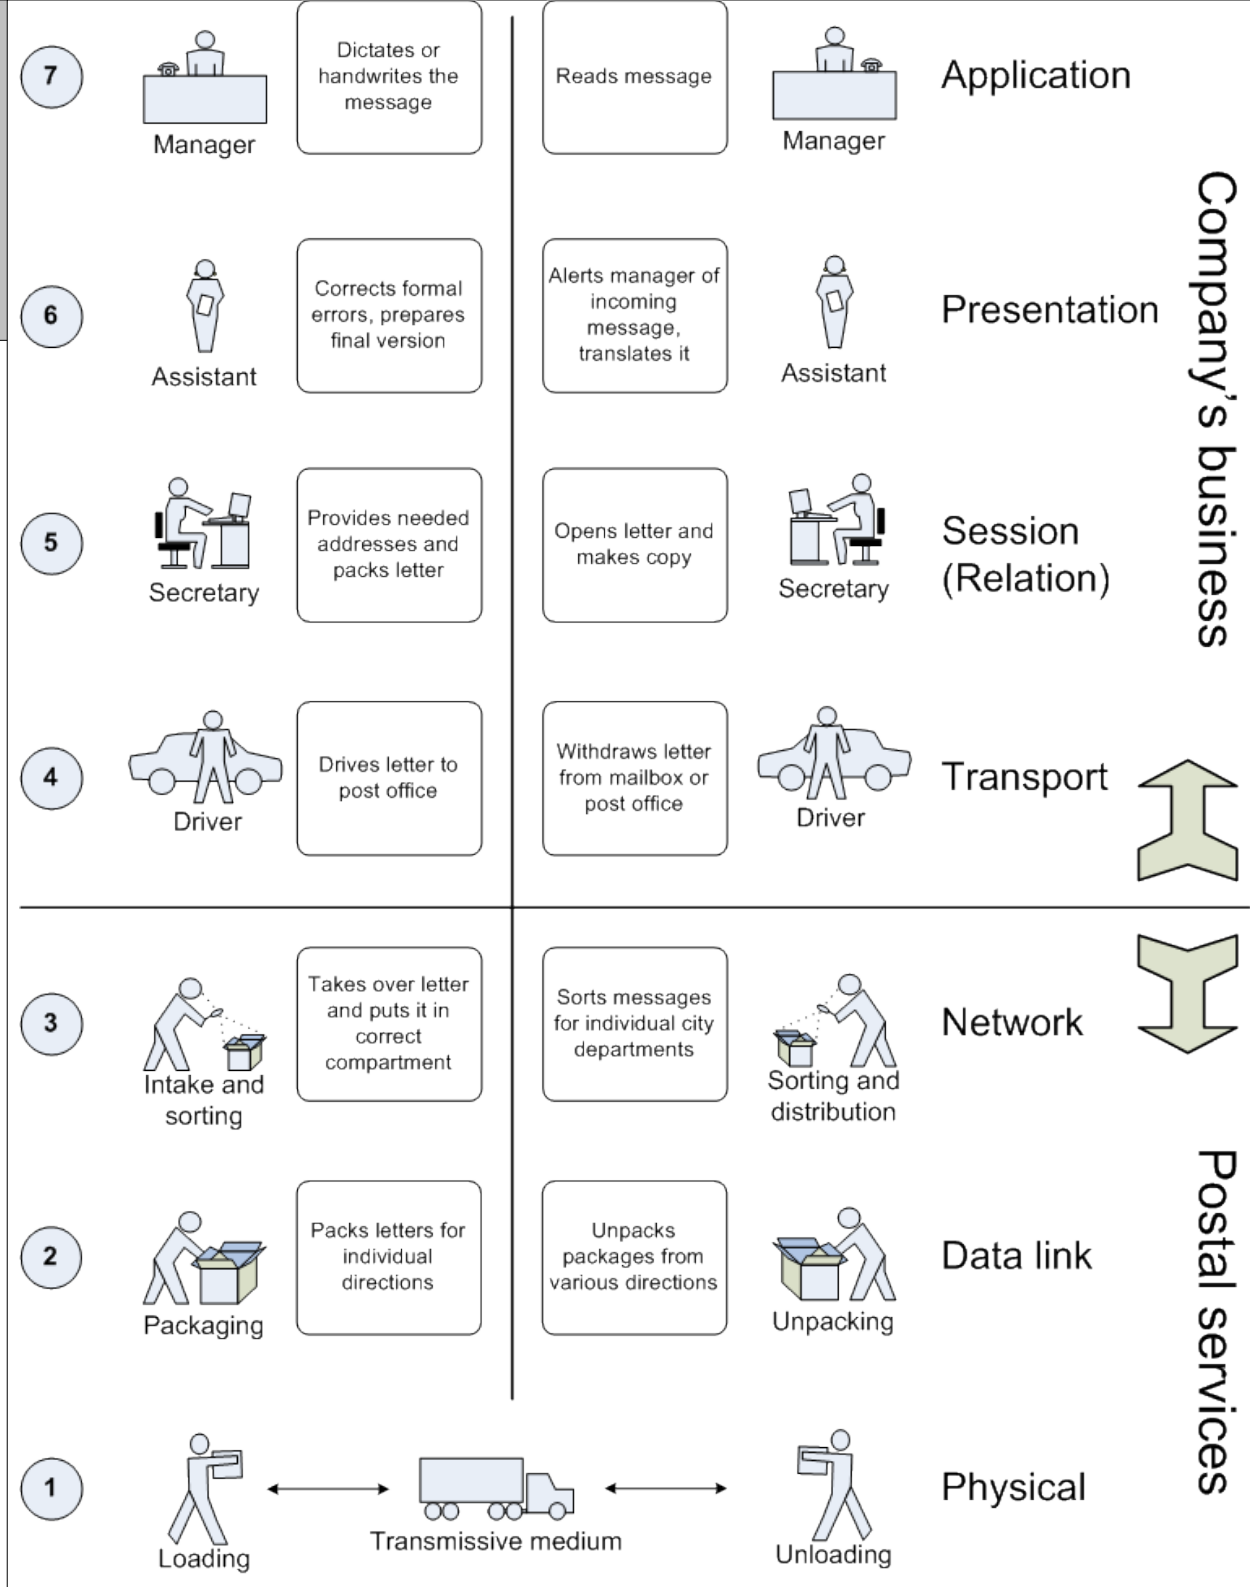 7
Manager
Dictates or
handwrites the
message
Reads message
Manager
Application
6
Assistant
Corrects formal
errors, prepares
final version
Alerts manager of
incoming
message,
translates it
Assistant
Presentation
5
Secretary
Provides needed
addresses and
packs letter
Opens letter and
makes copy
Secretary
Session
(Relation)
4
Driver
Drives letter to
post office
Withdraws letter
from mailbox or
post office
Driver
Transport
Company's business
3
Intake and
sorting
Takes over letter
and puts it in
correct
compartment
Sorts messages
for individual city
departments
Sorting and
distribution
Network
2
Packaging
Packs letters for
individual
directions
Unpacks
packages from
various directions
Unpacking
Data link
1
Loading
Transmissive medium
Unloading
Physical
Postal services